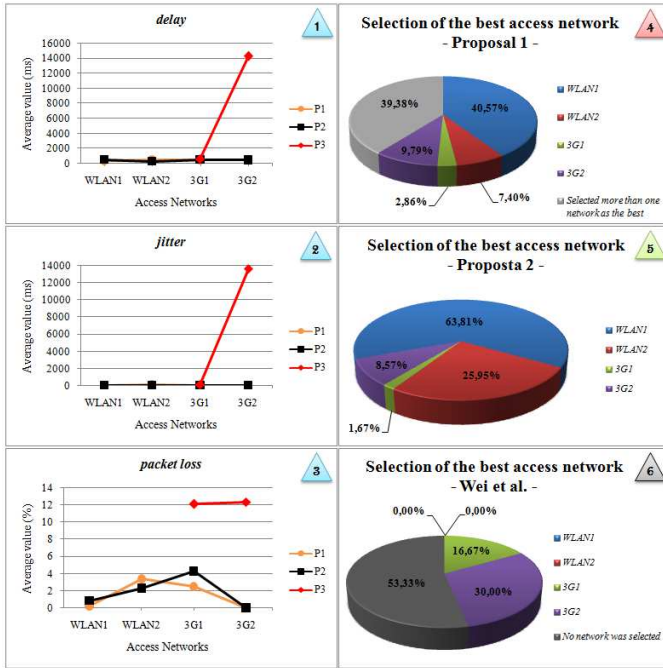 delay
1
Average value (ms)
16000
14000
12000
10000
8000
6000
4000
2000
0
WLAN1 WLAN2 3G1 3G2
Access Networks
P1
P2
P3
Selection of the best access network
- Proposal 1 -
4
39,38%
40,57%
9,79%
2,86%
7,40%
WLAN1
WLAN2
3G1
3G2
Selected more than one
network as the best
jitter
2
Average value (ms)
14000
12000
10000
8000
6000
4000
2000
0
WLAN1 WLAN2 3G1 3G2
Access Networks
P1
P2
P3
Selection of the best access network
- Proposta 2 -
5
63,81%
8,57%
25,95%
1,67%
WLAN1
WLAN2
3G1
3G2
packet loss
3
Average value (%)
14
12
10
8
6
4
2
0
WLAN1 WLAN2 3G1 3G2
Access Networks
P1
P2
P3
Selection of the best access network
- Wei et al. -
6
0,00% 0,00%
16,67%
53,33%
30,00%
WLAN1
WLAN2
3G1
3G2
No network was selected